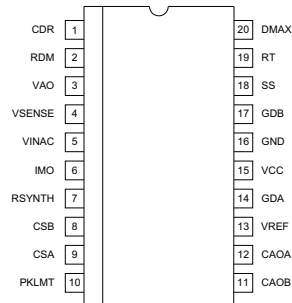 CDR 1 20 DMAX
RDM 2 19 RT
VAO 3 18 SS
VSENSE 4 17 GDB
VINAC 5 16 GND
IMO 6 15 VCC
RSYNTH 7 14 GDA
CSB 8 13 VREF
CSA 9 12 CAOA
PKLMT 10 11 CAOB